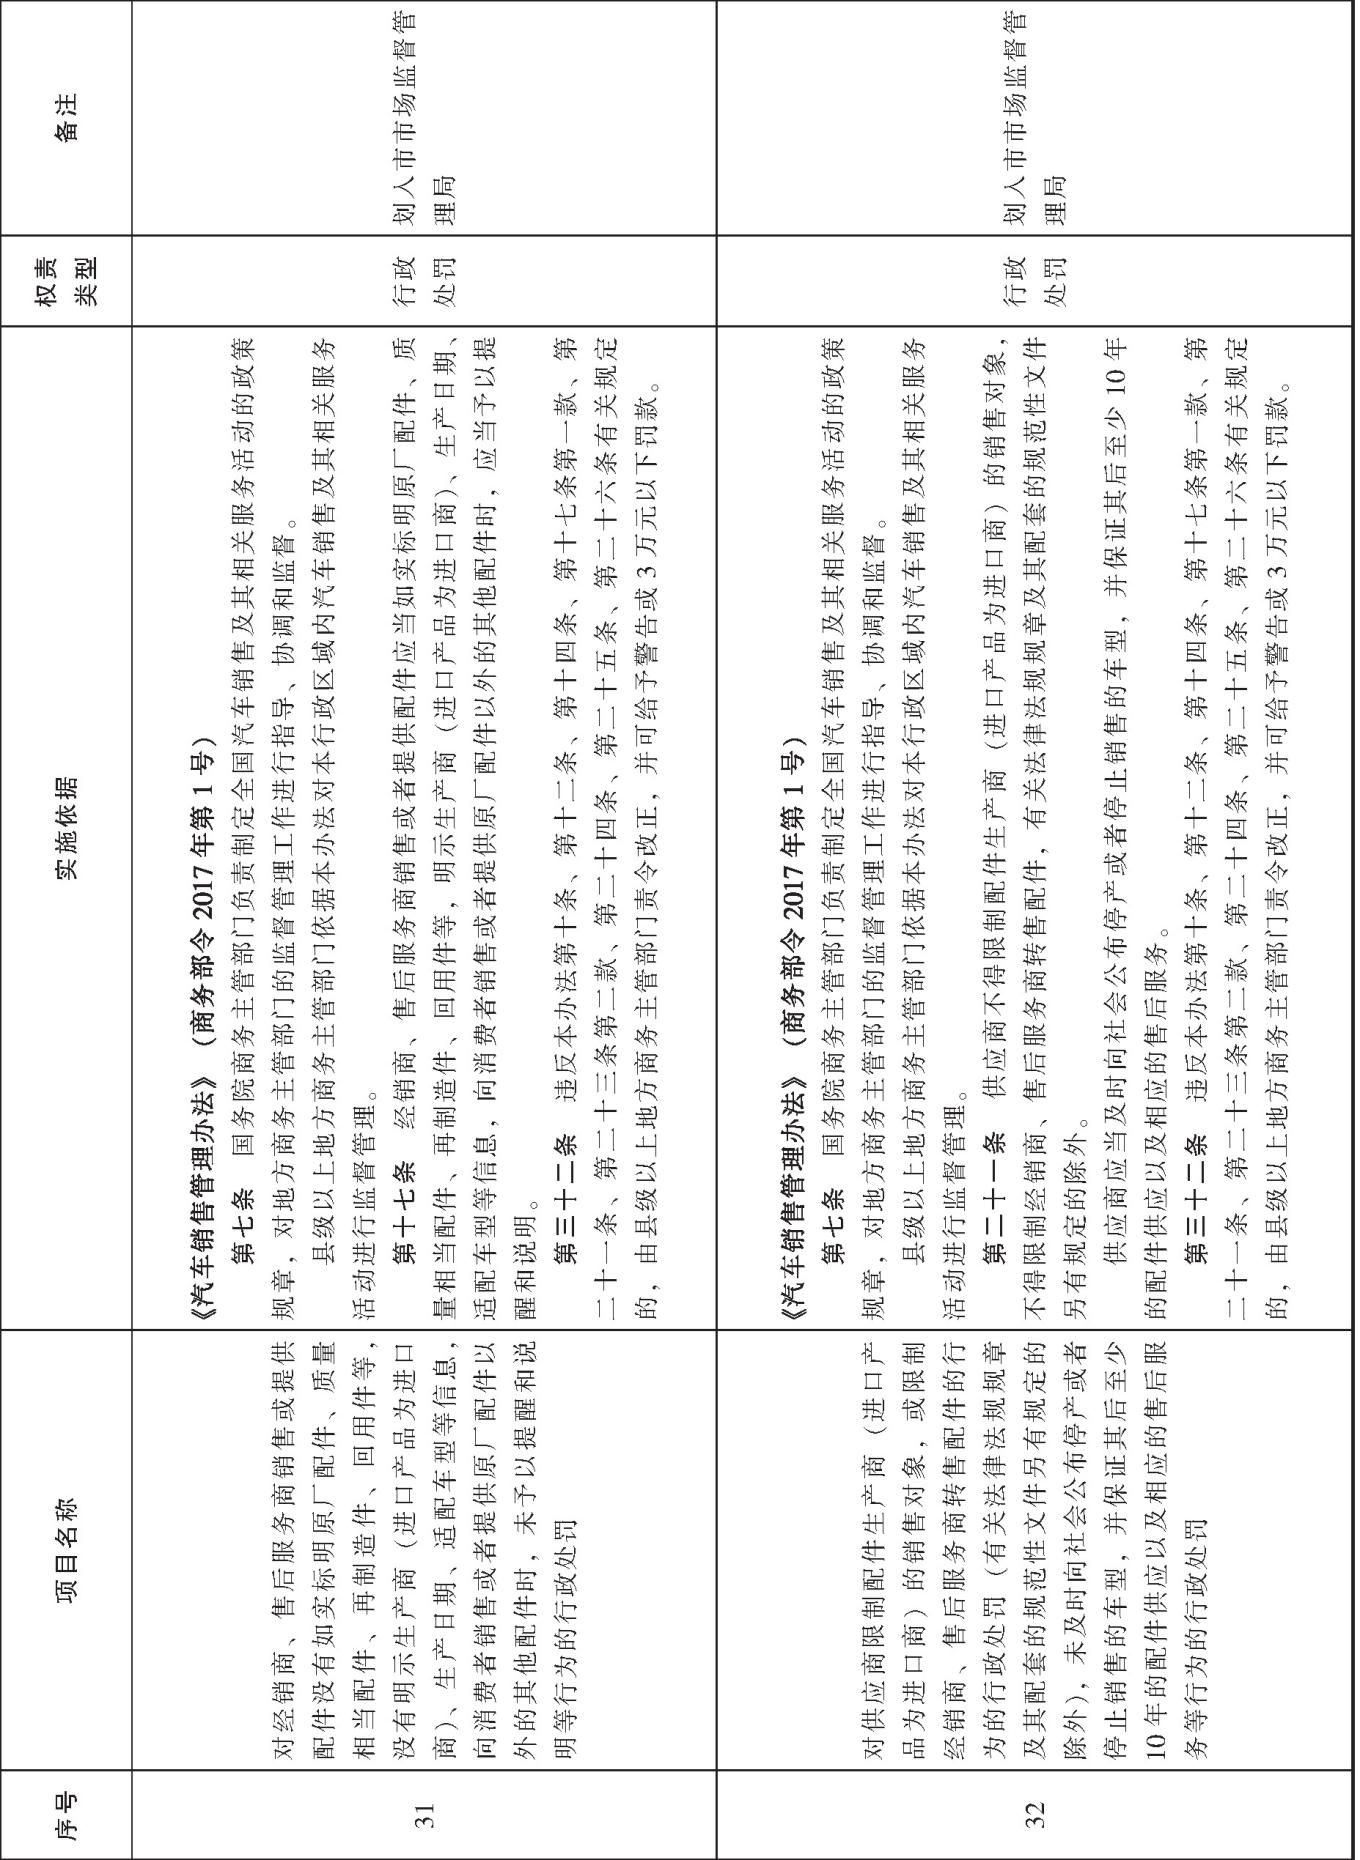 序号
项目名称
实施依据
权责
类型
备注
31
对经销商、售后服务商销售或提供
配件没有如实标明原厂配件、质量
相当配件、再制造件、回用件等，
没有明示生产商（进口产品为进口
商）、生产日期、适配车型等信息，
向消费者销售或者提供原厂配件以
外的其他配件时，未予以提醒和说
明等行为的行政处罚
《汽车销售管理办法》（商务部令2017年第1号）
第七条　国务院商务主管部门负责制定全国汽车销售及其相关服务活动的政策
规章，对地方商务主管部门的监督管理工作进行指导、协调和监督。
县级以上地方商务主管部门依据本办法对本行政区域内汽车销售及其相关服务
活动进行监督管理。
第十七条　经销商、售后服务商销售或者提供配件应当如实标明原厂配件、质
量相当配件、再制造件、回用件等，明示生产商（进口产品为进口商）、生产日期、
适配车型等信息，向消费者销售或者提供原厂配件以外的其他配件时，应当予以提
醒和说明。
第三十二条　违反本办法第十条、第十二条、第十四条、第十七条第一款、第
二十一条、第二十三条第二款、第二十四条、第二十五条、第二十六条有关规定
的，由县级以上地方商务主管部门责令改正，并可给予警告或3万元以下罚款。
行政
处罚
划入市市场监督管
理局
32
对供应商限制配件生产商（进口产
品为进口商）的销售对象，或限制
经销商、售后服务商转售配件的行
为的行政处罚（有关法律法规规章
及其配套的规范性文件另有规定的
除外），未及时向社会公布停产或者
停止销售的车型，并保证其后至少
10年的配件供应以及相应的售后服
务等行为的行政处罚
《汽车销售管理办法》（商务部令2017年第1号）
第七条　国务院商务主管部门负责制定全国汽车销售及其相关服务活动的政策
规章，对地方商务主管部门的监督管理工作进行指导、协调和监督。
县级以上地方商务主管部门依据本办法对本行政区域内汽车销售及其相关服务
活动进行监督管理。
第二十一条　供应商不得限制配件生产商（进口产品为进口商）的销售对象，
不得限制经销商、售后服务商转售配件，有关法律法规规章及其配套的规范性文件
另有规定的除外。
供应商应当及时向社会公布停产或者停止销售的车型，并保证其后至少10年
的配件供应以及相应的售后服务。
第三十二条　违反本办法第十条、第十二条、第十四条、第十七条第一款、第
二十一条、第二十三条第二款、第二十四条、第二十五条、第二十六条有关规定
的，由县级以上地方商务主管部门责令改正，并可给予警告或3万元以下罚款。
行政
处罚
划入市市场监督管
理局